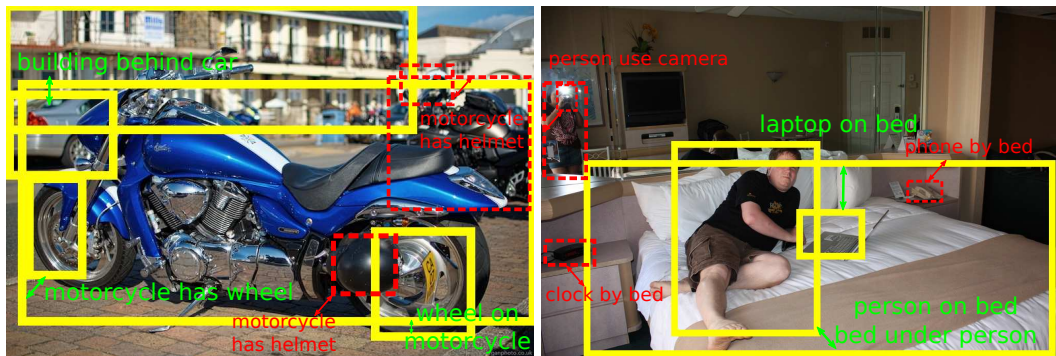 building behind car
motorcycle
has helmet
motorcycle has wheel
motorcycle
has helmet
wheel on
motorcycle
person use camera
laptop on bed
phone by bed
clock by bed
person on bed
bed under person